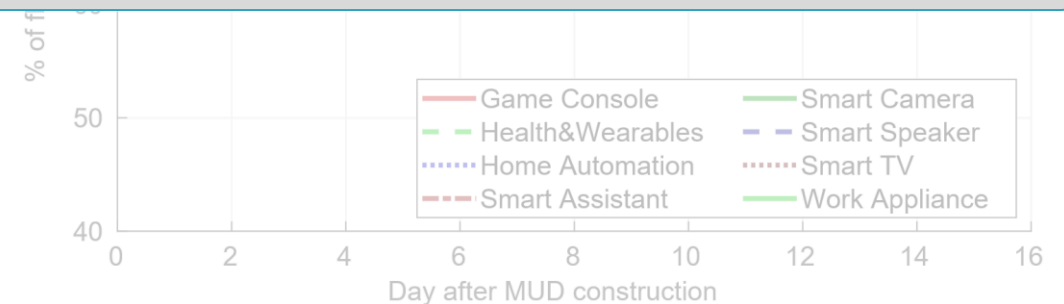 % of
50
Game Console
Smart Camera
Health&Wearables
Smart Speaker
Home Automation
Smart TV
Smart Assistant
Work Appliance
40
0 2 4 6 8 10 12 14 16
Day after MUD construction